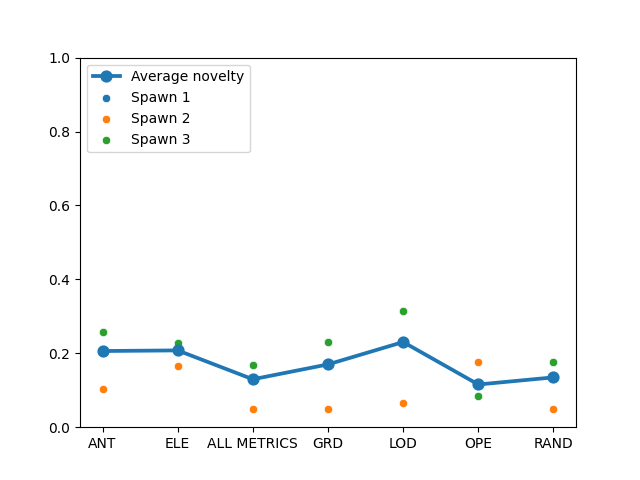 1.0
0.8
0.6
0.4
0.2
0.0
Average novelty
Spawn 1
Spawn 2
Spawn 3
ANT ELE ALL METRICS GRD LOD OPE RAND